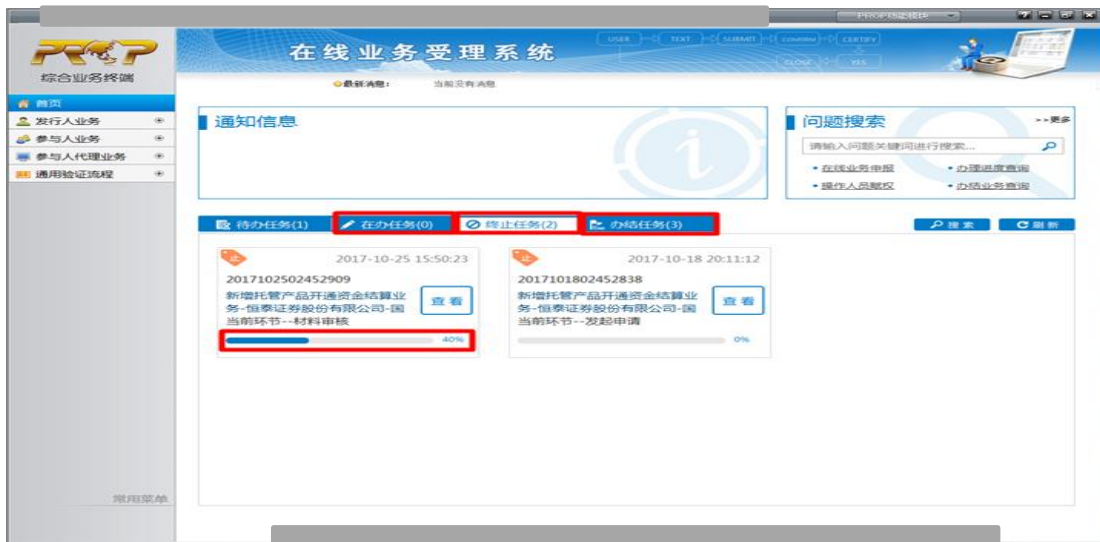 PROP功能模块
PROP
综合业务终端
在线业务受理系统
USER TEXT SUBMIT CONFIRM CERTIFY
CLOSE YES
最新消息： 当前没有消息
首页
发行人业务
参与人业务
参与人代理业务
通用验证流程
常用菜单
通知信息
问题搜索 >>更多
请输入问题关键词进行搜索...
• 在线业务申报 • 办理进度查询
• 操作人员赋权 • 办结业务查询
待办任务(1) 在办任务(0) 终止任务(2) 办结任务(3) 搜索 刷新
止 2017-10-25 15:50:23
2017102502452909
新增托管产品开通资金结算业
务-恒泰证券股份有限公司-国
查看
当前环节--材料审核
40%
止 2017-10-18 20:11:12
2017101802452838
新增托管产品开通资金结算业
务-恒泰证券股份有限公司-国
查看
当前环节--发起申请
0%